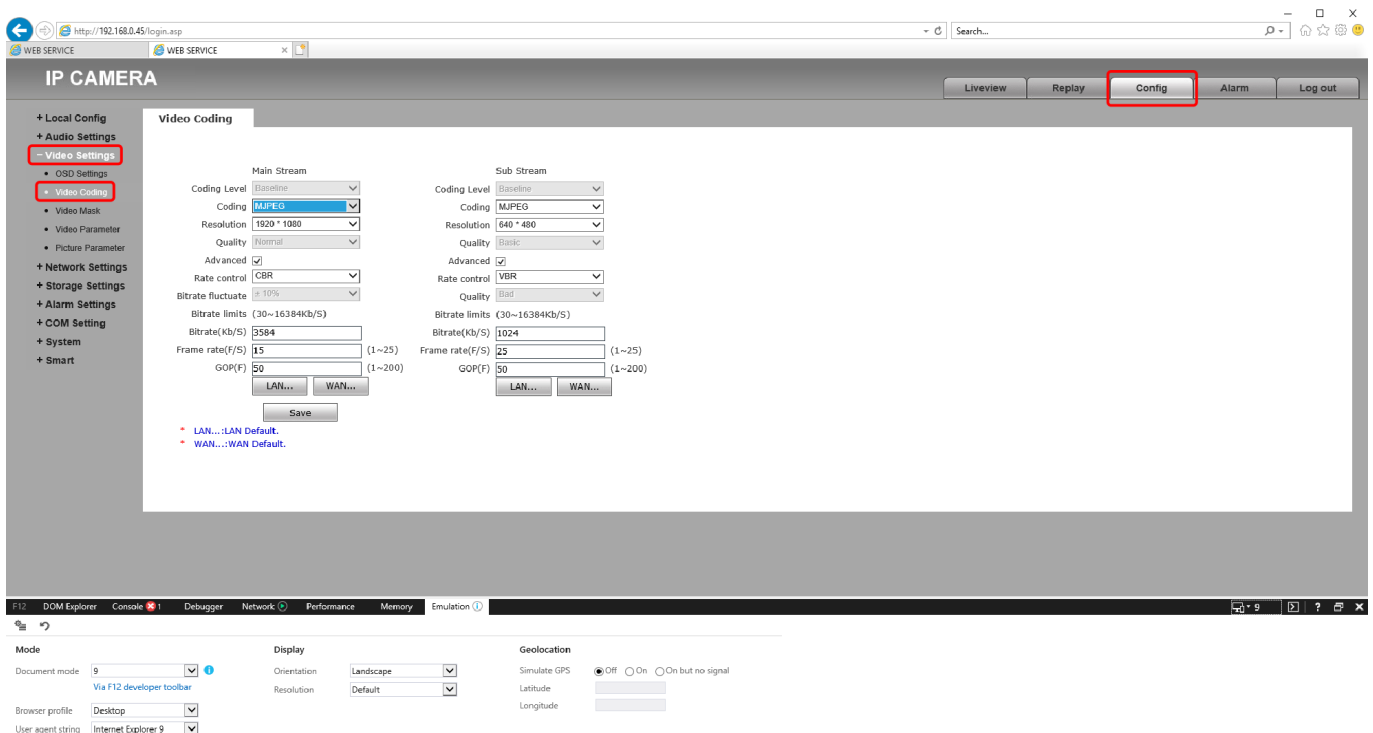 http://192.168.0.45/login.asp
Search...
WEB SERVICE
WEB SERVICE
IP CAMERA
Liveview Replay Config Alarm Log out
+ Local Config
+ Audio Settings
− Video Settings
• OSD Settings
• Video Coding
• Video Mask
• Video Parameter
• Picture Parameter
+ Network Settings
+ Storage Settings
+ Alarm Settings
+ COM Setting
+ System
+ Smart
Video Coding
Main Stream
Coding Level Baseline
Coding MJPEG
Resolution 1920 * 1080
Quality Normal
Advanced
Rate control CBR
Bitrate fluctuate ± 10%
Bitrate limits (30~16384Kb/S)
Bitrate(Kb/S) 3584
Frame rate(F/S) 15 (1~25)
GOP(F) 50 (1~200)
LAN... WAN...
Save
* LAN...:LAN Default.
* WAN...:WAN Default.
Sub Stream
Coding Level Baseline
Coding MJPEG
Resolution 640 * 480
Quality Basic
Advanced
Rate control VBR
Quality Bad
Bitrate limits (30~16384Kb/S)
Bitrate(Kb/S) 1024
Frame rate(F/S) 25 (1~25)
GOP(F) 50 (1~200)
LAN... WAN...
F12 DOM Explorer Console 1 Debugger Network Performance Memory Emulation 9 ?
Mode
Document mode 9
Via F12 developer toolbar
Browser profile Desktop
User agent string Internet Explorer 9
Display
Orientation Landscape
Resolution Default
Geolocation
Simulate GPS Off On On but no signal
Latitude
Longitude